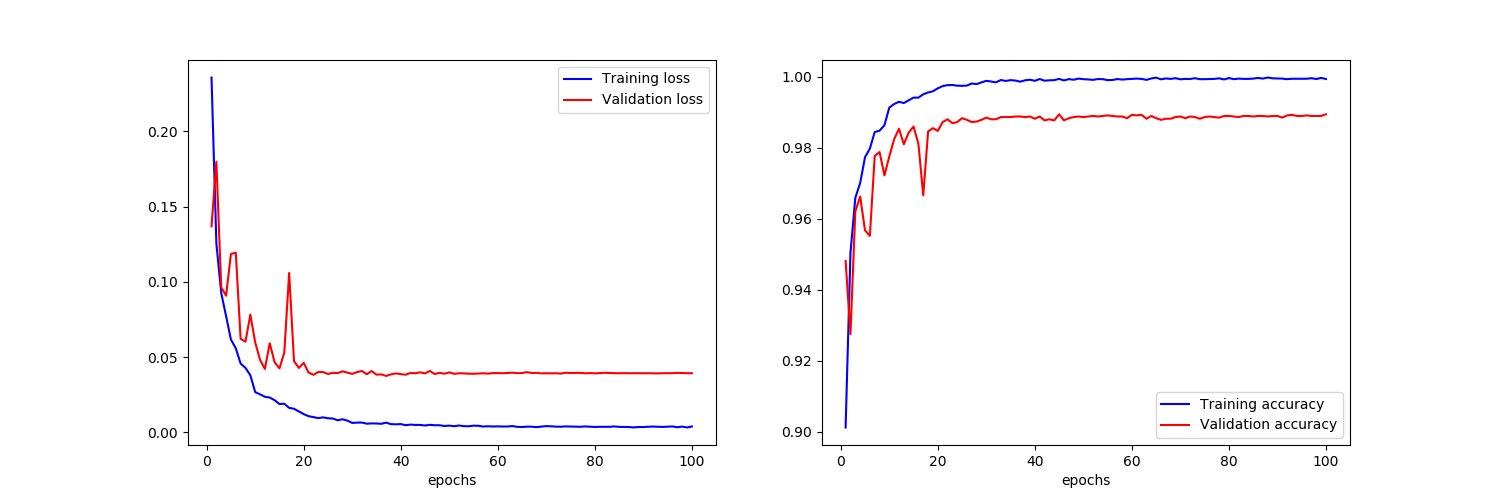 Training loss
Validation loss
0.20
0.15
0.10
0.05
0.00
0 20 40 60 80 100
epochs
1.00
0.98
0.96
0.94
0.92
0.90
Training accuracy
Validation accuracy
0 20 40 60 80 100
epochs